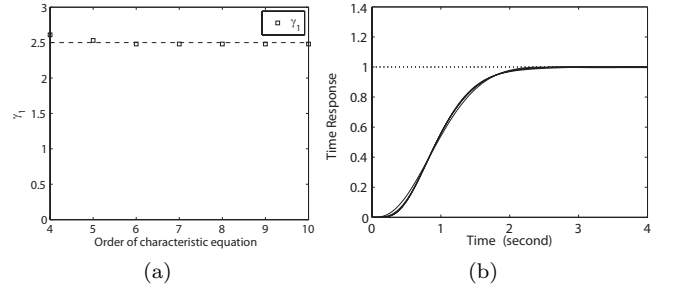 3
2.5
2
1.5
1
0.5
0
γ₁
4 5 6 7 8 9 10
Order of characteristic equation
γ₁
(a)
1.4
1.2
1
0.8
0.6
0.4
0.2
0
Time Response
0 1 2 3 4
Time (second)
(b)